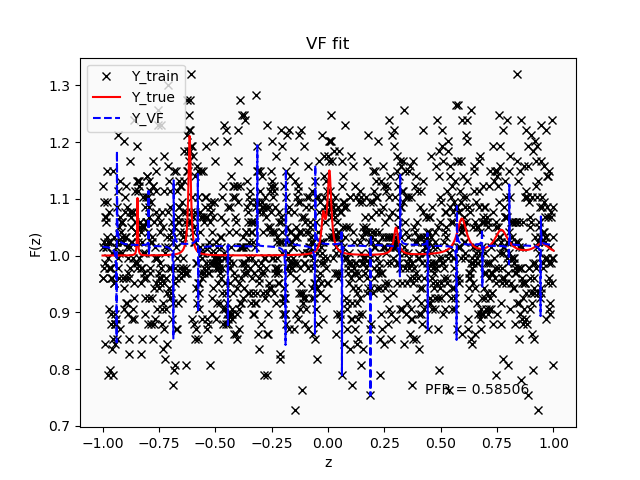 VF fit
Y_train
Y_true
Y_VF
1.3
1.2
1.1
1.0
0.9
0.8
0.7
F(z)
PFR = 0.58506
−1.00 −0.75 −0.50 −0.25 0.00 0.25 0.50 0.75 1.00
z